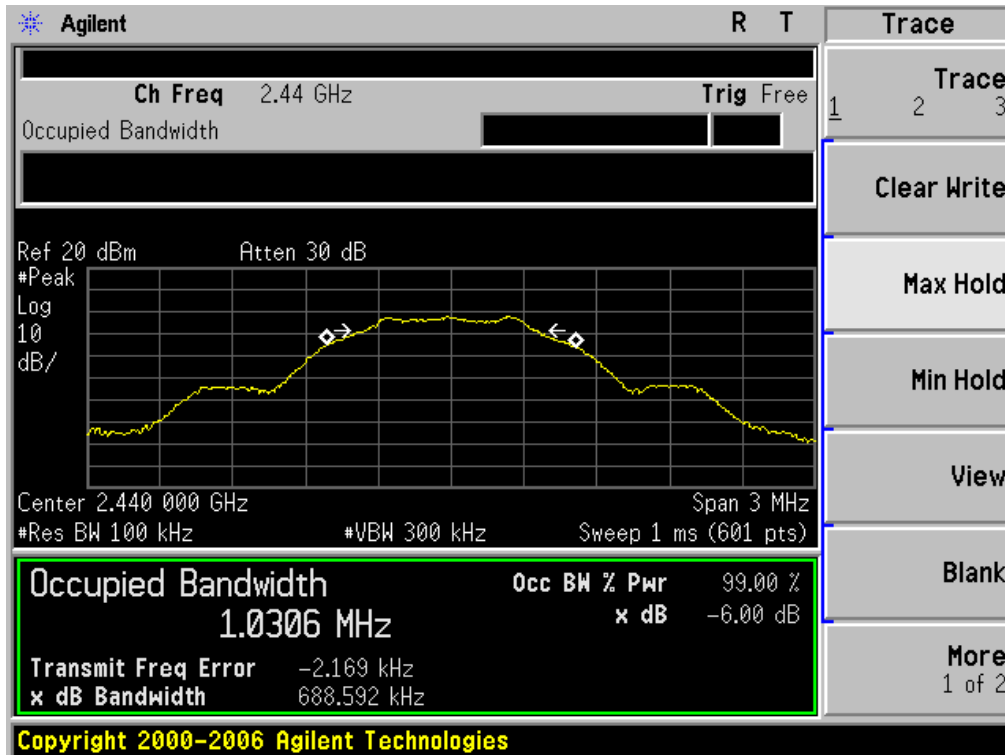 Agilent R T Trace
Ch Freq 2.44 GHz Trig Free
Occupied Bandwidth
Trace
1 2 3
Clear Write
Max Hold
Min Hold
View
Blank
More
1 of 2
Ref 20 dBm Atten 30 dB
#Peak
Log
10
dB/
Center 2.440 000 GHz Span 3 MHz
#Res BW 100 kHz #VBW 300 kHz Sweep 1 ms (601 pts)
Occupied Bandwidth Occ BW % Pwr 99.00 %
1.0306 MHz x dB -6.00 dB
Transmit Freq Error -2.169 kHz
x dB Bandwidth 688.592 kHz
Copyright 2000-2006 Agilent Technologies